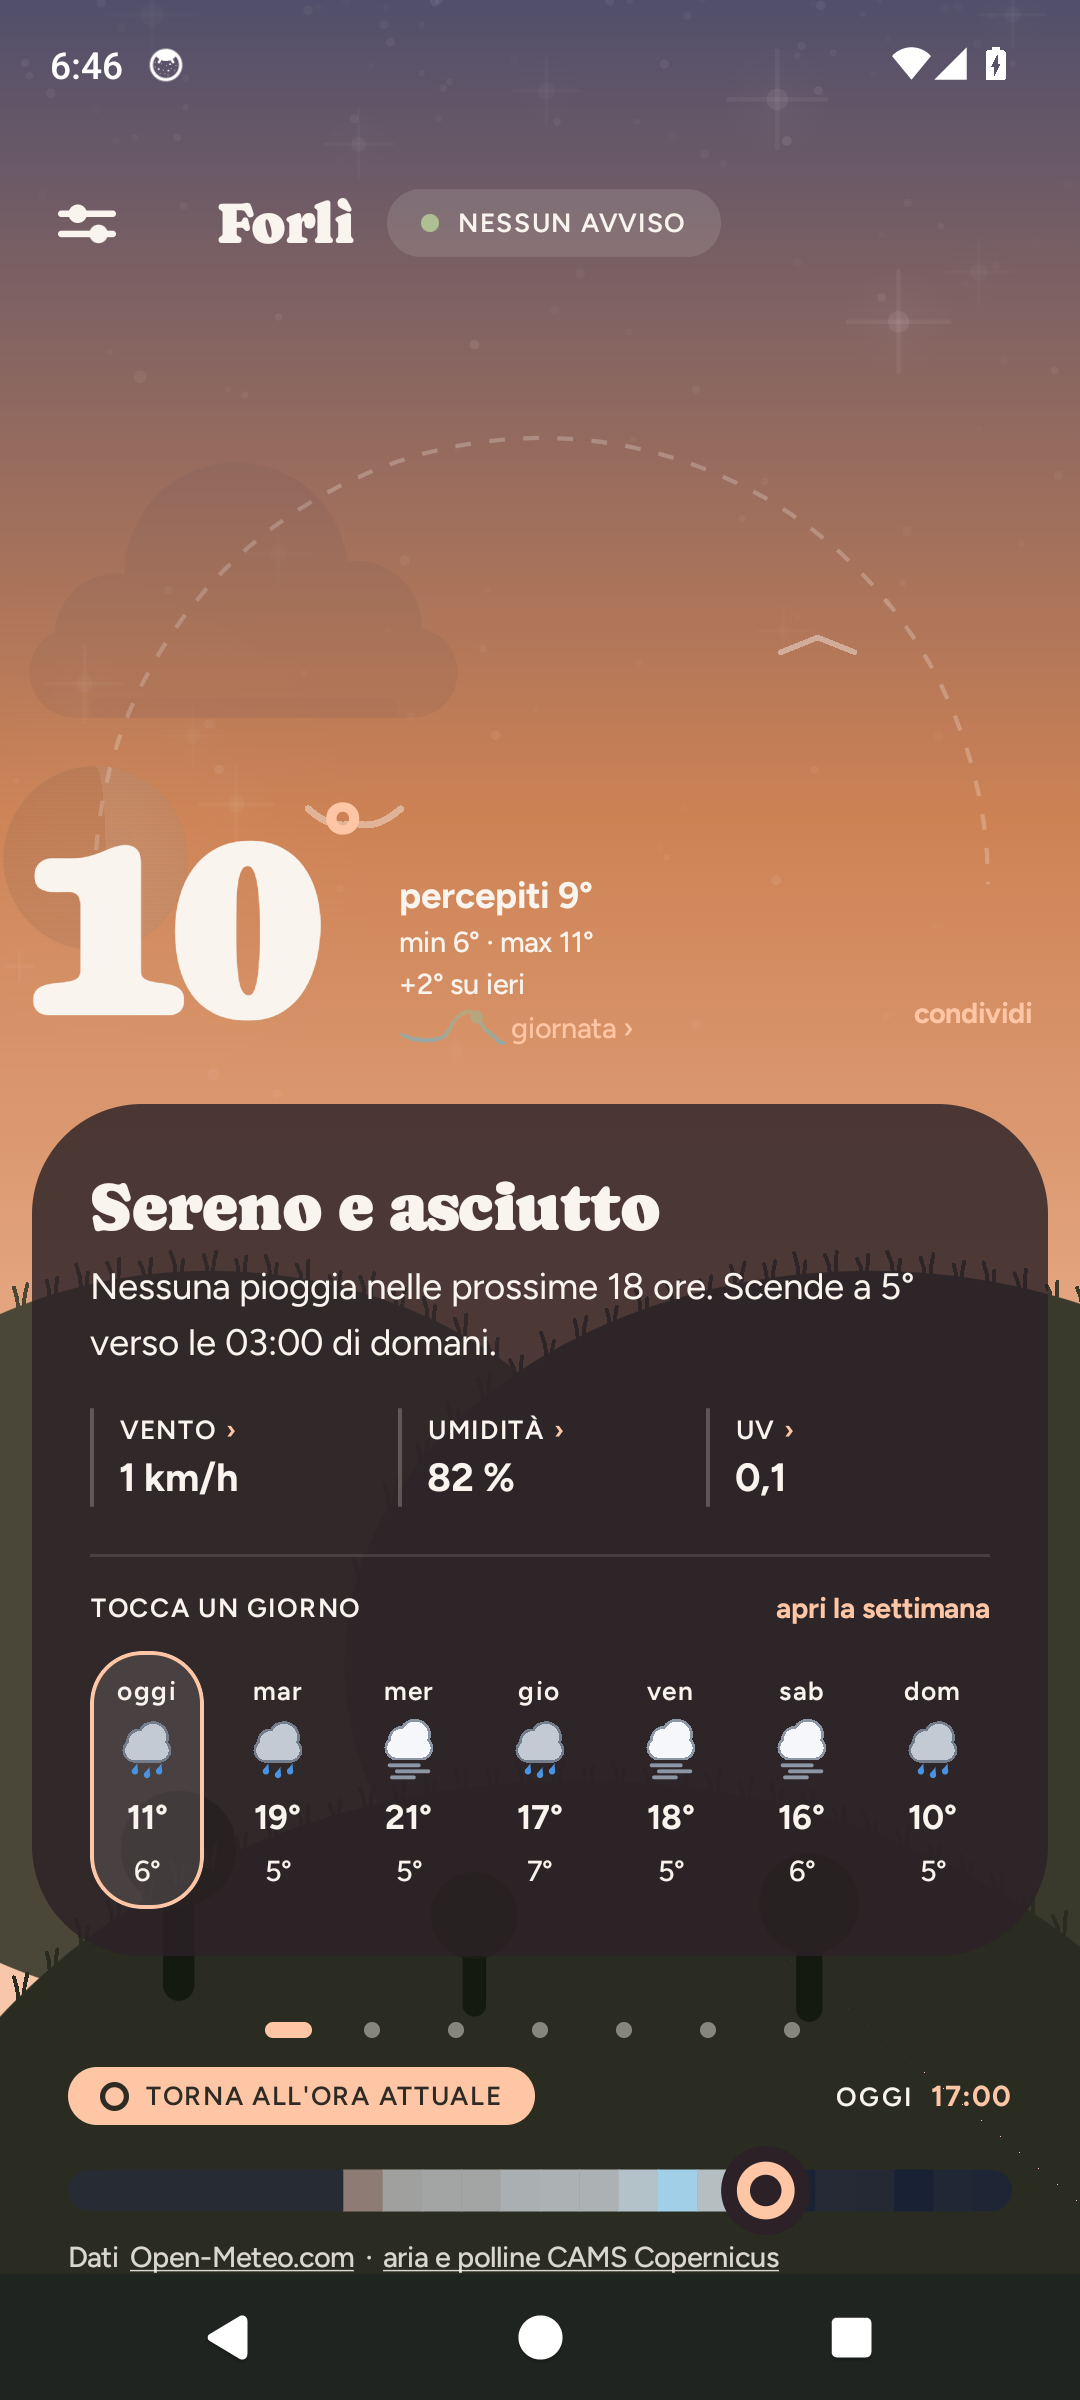 6:46
Forlì
NESSUN AVVISO
10
percepiti 9°
min 6° · max 11°
+2° su ieri
giornata ›
condividi
Sereno e asciutto
Nessuna pioggia nelle prossime 18 ore. Scende a 5°
verso le 03:00 di domani.
VENTO › UMIDITÀ › UV ›
1 km/h 82 % 0,1
TOCCA UN GIORNO apri la settimana
oggi mar mer gio ven sab dom
11° 19° 21° 17° 18° 16° 10°
6° 5° 5° 7° 5° 6° 5°
TORNA ALL'ORA ATTUALE OGGI 17:00
Dati Open-Meteo.com · aria e polline CAMS Copernicus